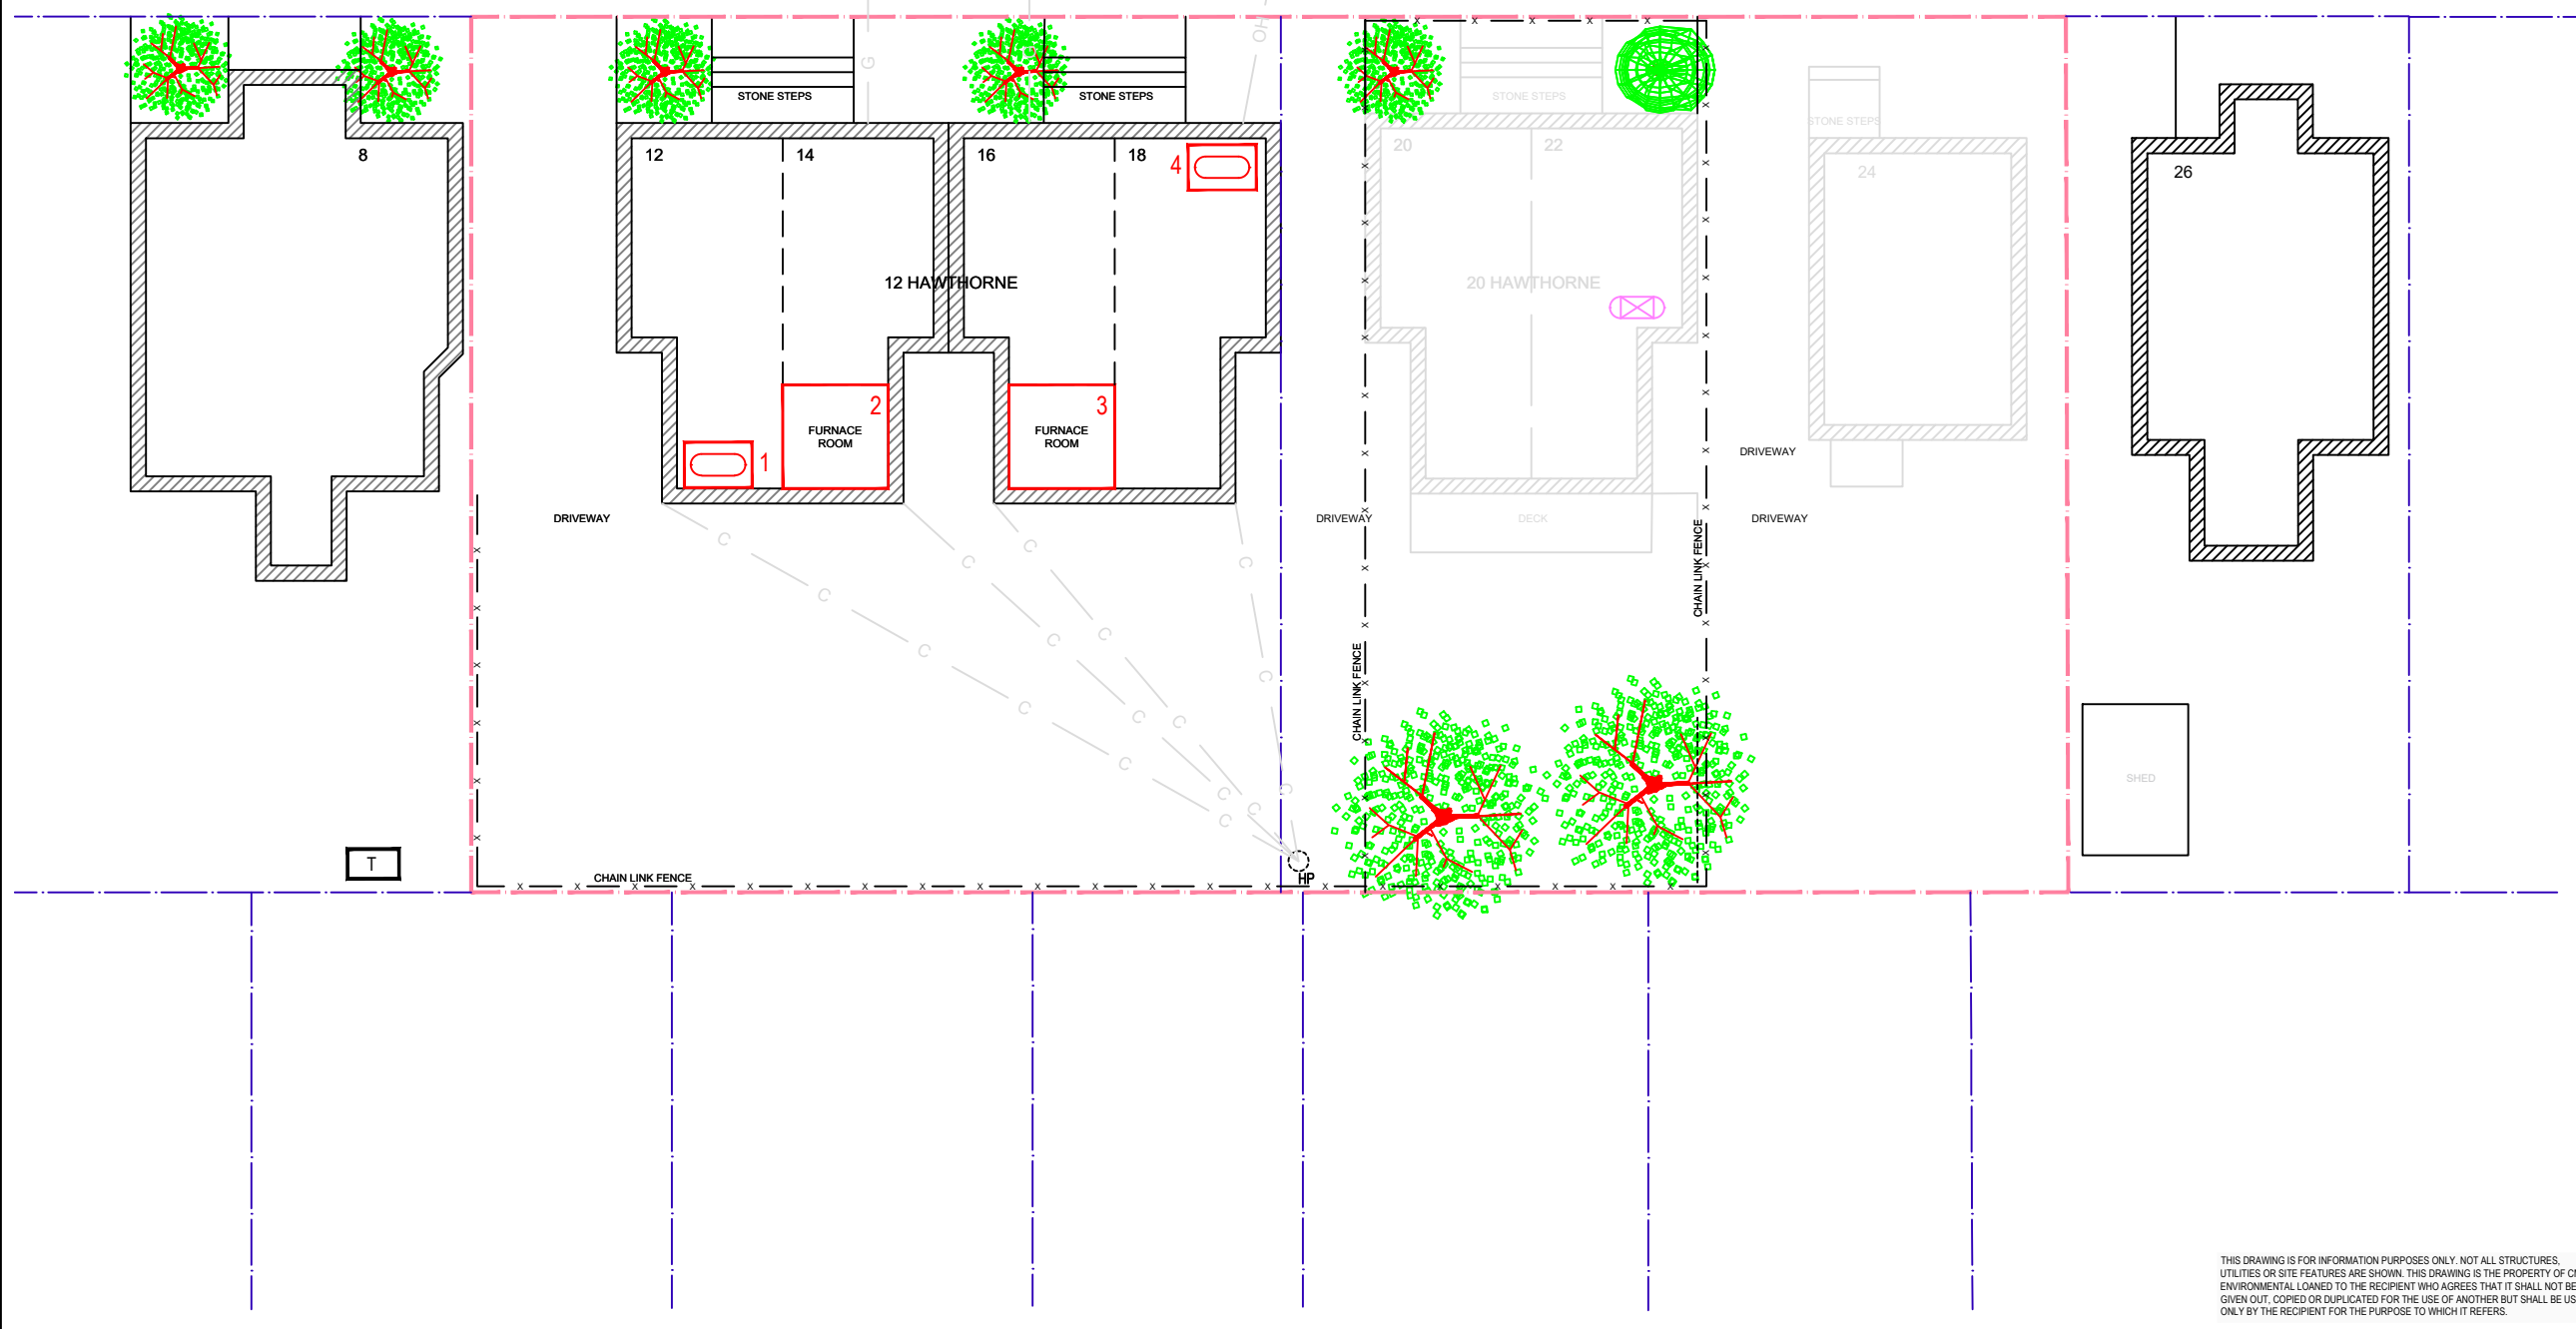 G
OH
STONE STEPS
STONE STEPS
STONE STEPS
STONE STEPS
8
12
14
16
18
4
20
22
24
26
12 HAWTHORNE
20 HAWTHORNE
2
FURNACE
ROOM
3
FURNACE
ROOM
1
DRIVEWAY
DRIVEWAY
DRIVEWAY
DRIVEWAY
DECK
CHAIN LINK FENCE
CHAIN LINK FENCE
C C C C C C
C C C C
C C C C
C C C
SHED
T
HP
CHAIN LINK FENCE
THIS DRAWING IS FOR INFORMATION PURPOSES ONLY. NOT ALL STRUCTURES,
UTILITIES OR SITE FEATURES ARE SHOWN. THIS DRAWING IS THE PROPERTY OF
ENVIRONMENTAL LOANED TO THE RECIPIENT WHO AGREES THAT IT SHALL NOT BE
GIVEN OUT, COPIED OR DUPLICATED FOR THE USE OF ANOTHER BUT SHALL BE
ONLY BY THE RECIPIENT FOR THE PURPOSE TO WHICH IT REFERS.